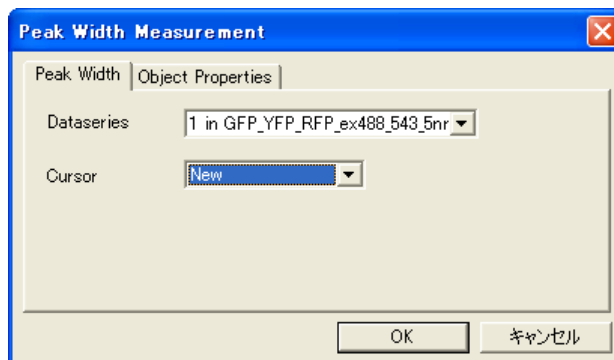 Peak Width Measurement
Peak Width Object Properties
Dataseries 1 in GFP_YFP_RFP_ex488_543_5nr
Cursor New
OK キャンセル